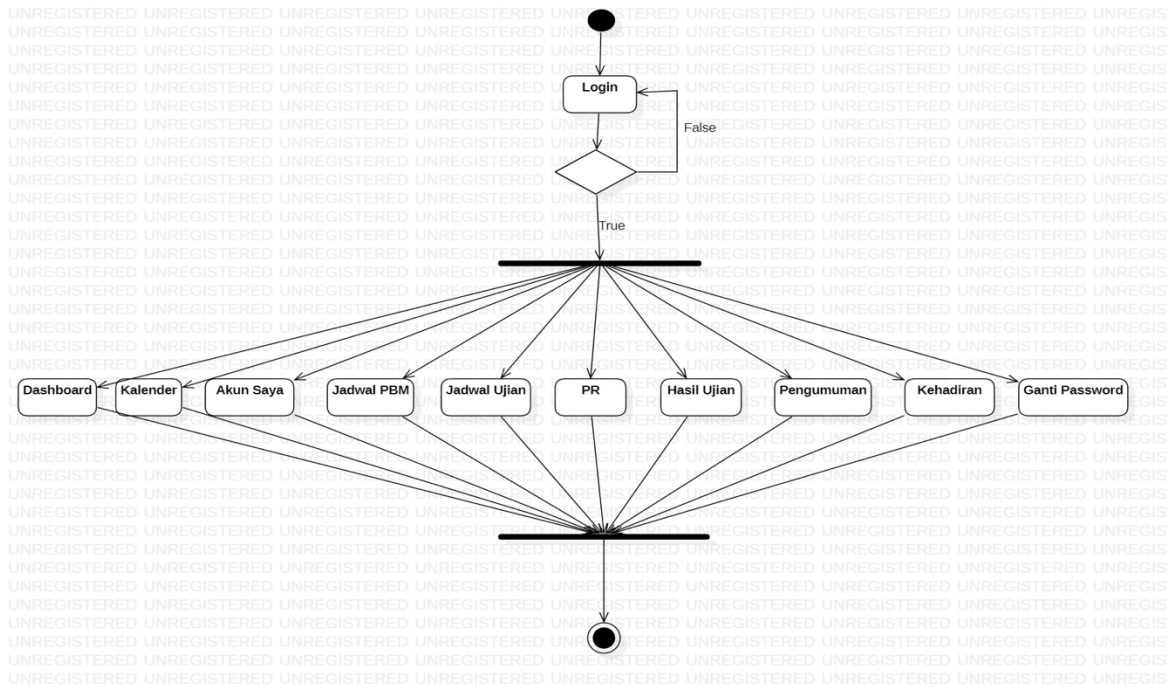 Login
False
True
Dashboard Kalender Akun Saya Jadwal PBM Jadwal Ujian PR Hasil Ujian Pengumuman Kehadiran Ganti Password